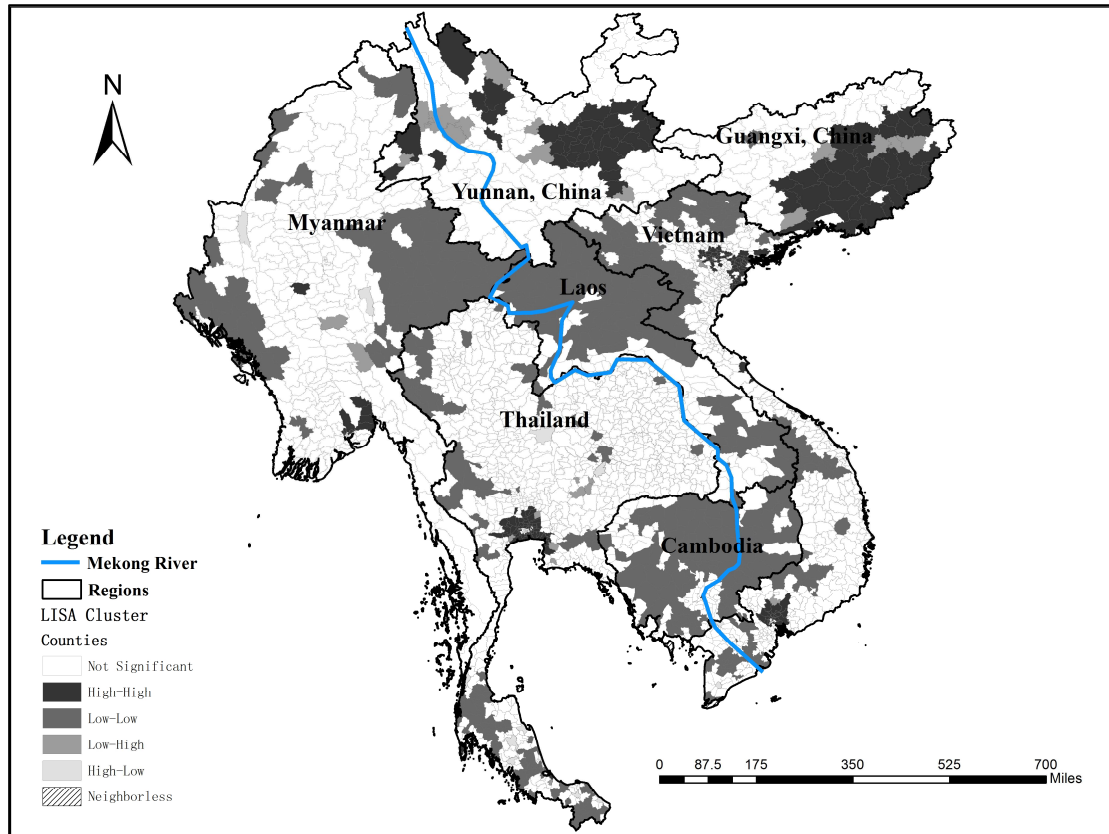 N
Guangxi, China
Yunnan, China
Myanmar
Vietnam
Laos
Thailand
Cambodia
Legend
Mekong River
Regions
LISA Cluster
Counties
Not Significant
High-High
Low-Low
Low-High
High-Low
Neighborless
0 87.5 175 350 525 700
Miles